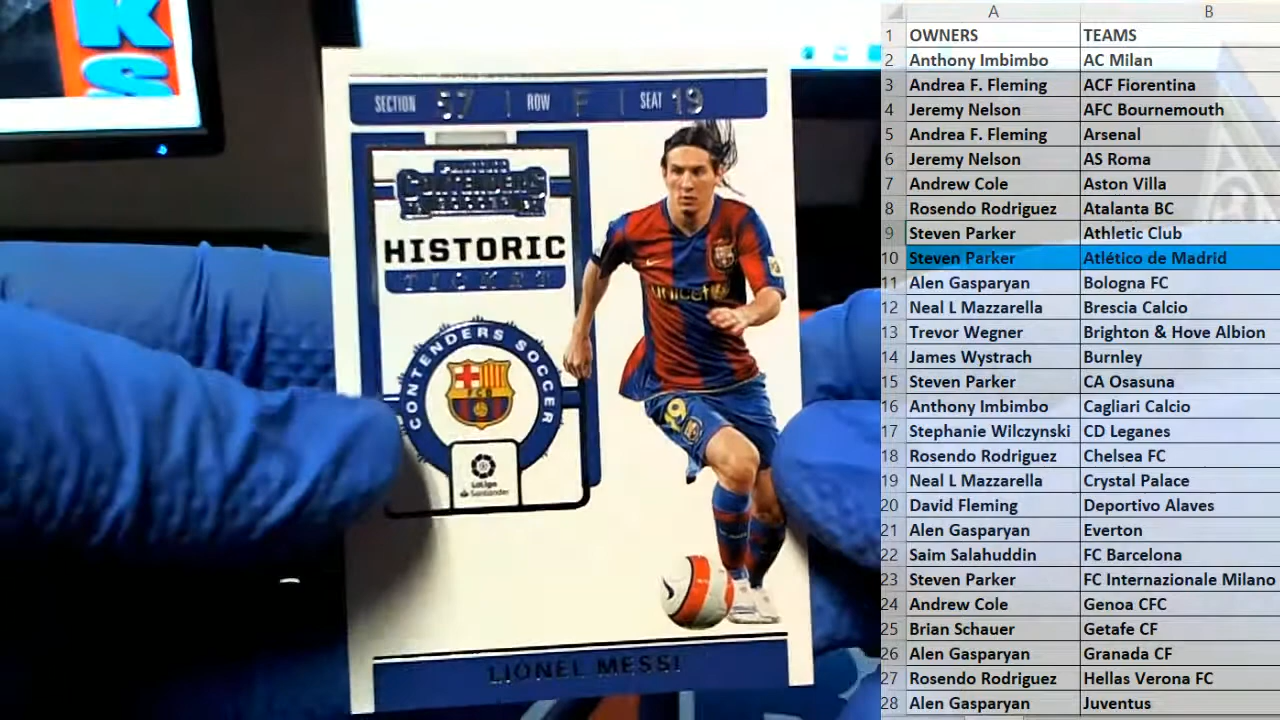 KS
SECTION 57 | ROW F | SEAT 19
CONTENDERS
HISTORIC
TICKET
CONTENDERS SOCCER
FCB
LaLiga
Santander
unicef
19
LIONEL MESSI
A B
1 OWNERS TEAMS
2 Anthony Imbimbo AC Milan
3 Andrea F. Fleming ACF Fiorentina
4 Jeremy Nelson AFC Bournemouth
5 Andrea F. Fleming Arsenal
6 Jeremy Nelson AS Roma
7 Andrew Cole Aston Villa
8 Rosendo Rodriguez Atalanta BC
9 Steven Parker Athletic Club
10 Steven Parker Atlético de Madrid
11 Alen Gasparyan Bologna FC
12 Neal L Mazzarella Brescia Calcio
13 Trevor Wegner Brighton & Hove Albion
14 James Wystrach Burnley
15 Steven Parker CA Osasuna
16 Anthony Imbimbo Cagliari Calcio
17 Stephanie Wilczynski CD Leganes
18 Rosendo Rodriguez Chelsea FC
19 Neal L Mazzarella Crystal Palace
20 David Fleming Deportivo Alaves
21 Alen Gasparyan Everton
22 Saim Salahuddin FC Barcelona
23 Steven Parker FC Internazionale Milano
24 Andrew Cole Genoa CFC
25 Brian Schauer Getafe CF
26 Alen Gasparyan Granada CF
27 Rosendo Rodriguez Hellas Verona FC
28 Alen Gasparyan Juventus